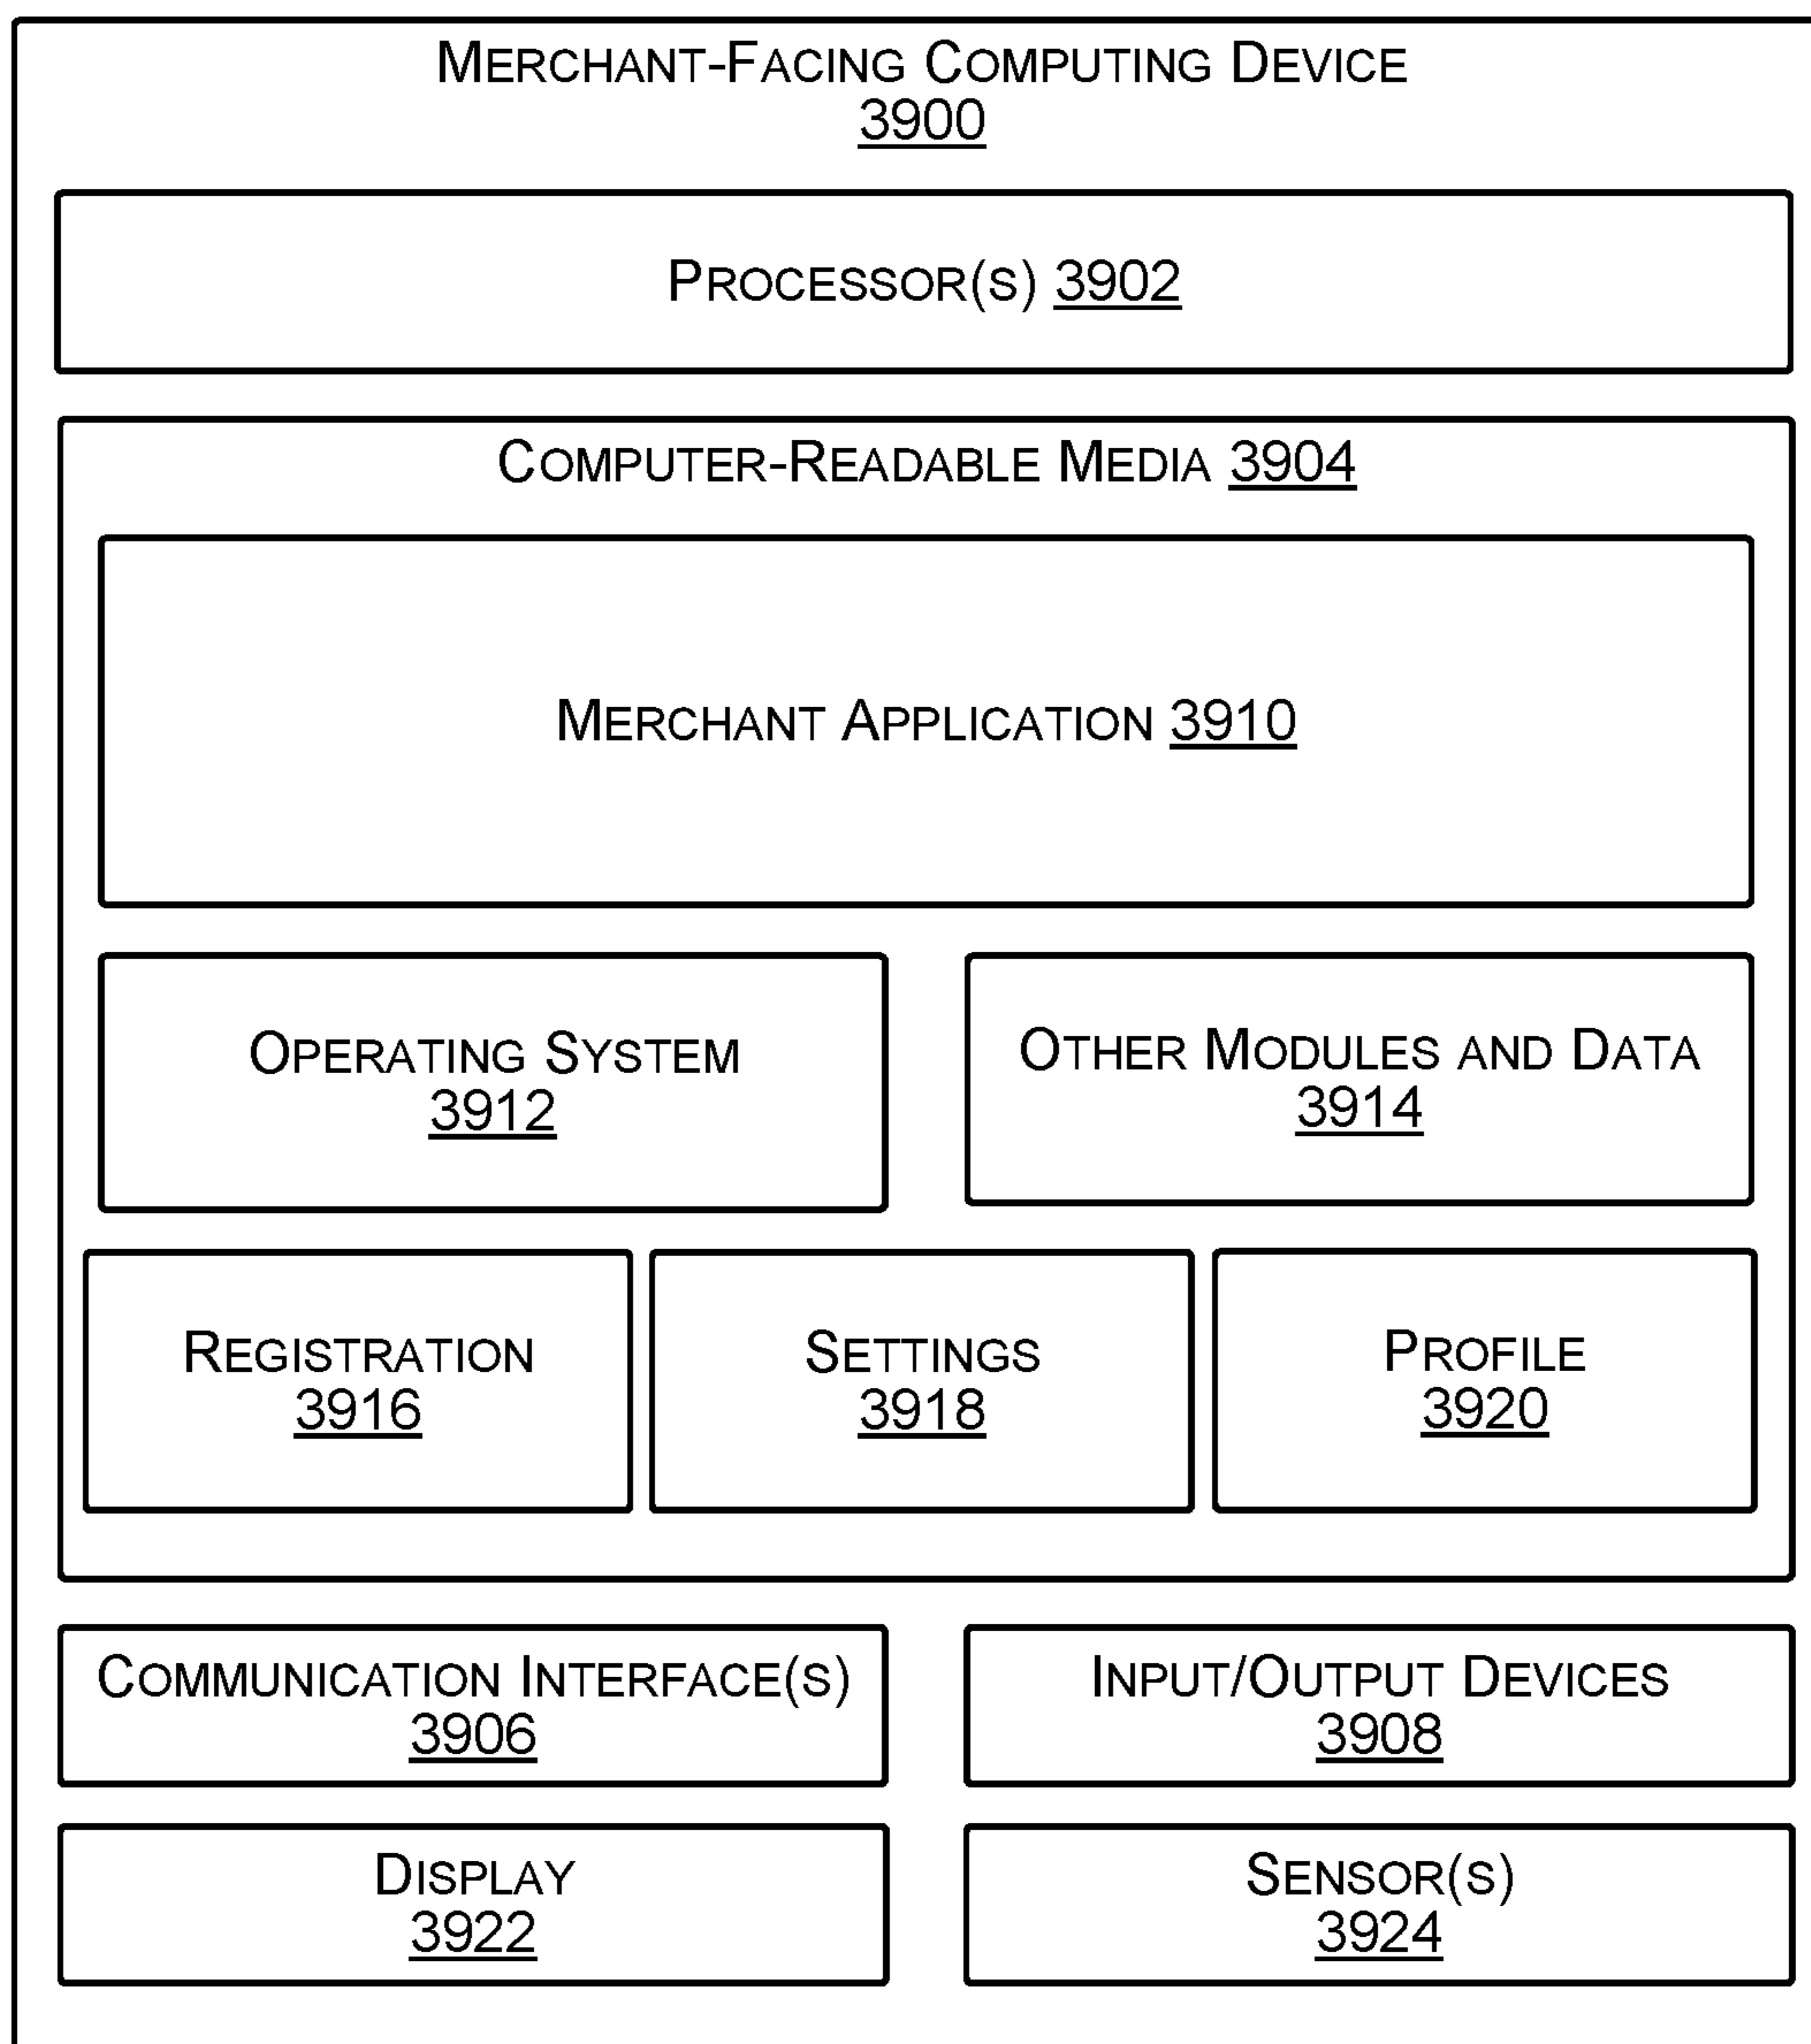 MERCHANT-FACING COMPUTING DEVICE
3900
PROCESSOR(S) 3902
COMPUTER-READABLE MEDIA 3904
MERCHANT APPLICATION 3910
OPERATING SYSTEM
3912
OTHER MODULES AND DATA
3914
REGISTRATION
3916
SETTINGS
3918
PROFILE
3920
COMMUNICATION INTERFACE(S)
3906
INPUT/OUTPUT DEVICES
3908
DISPLAY
3922
SENSOR(S)
3924